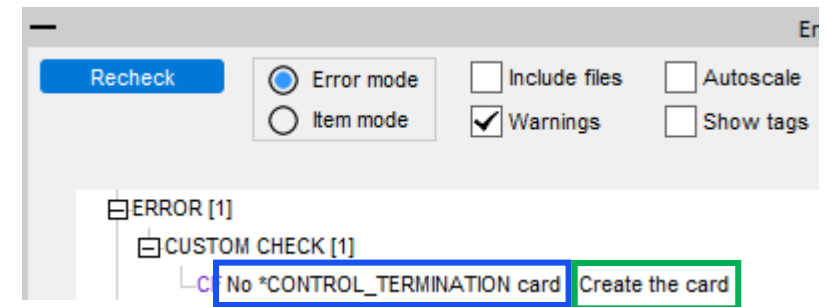 Er
Recheck
Error mode
Include files
Autoscale
Item mode
Warnings
Show tags
ERROR [1]
CUSTOM CHECK [1]
No *CONTROL_TERMINATION card Create the card